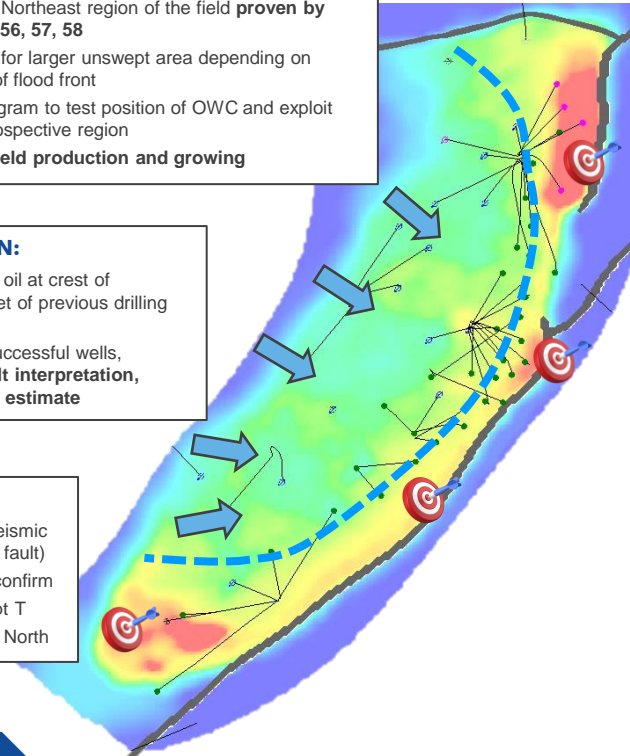 Northeast region of the field proven by
56, 57, 58
for larger unswept area depending on
of flood front
gram to test position of OWC and exploit
ospective region
eld production and growing
N:
oil at crest of
et of previous drilling
uccessful wells,
lt interpretation,
estimate
eismic
fault)
confirm
ot T
North